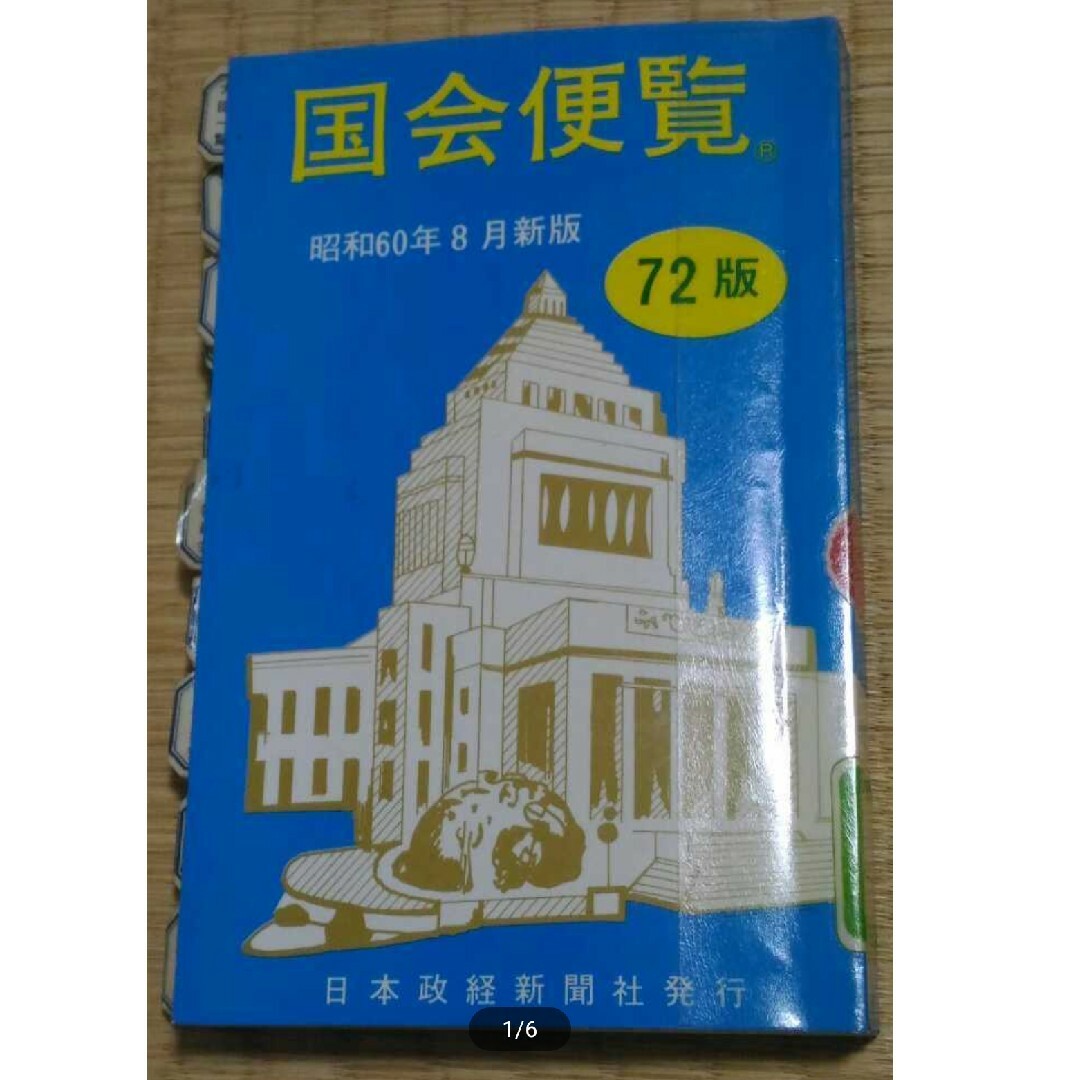 国会便覧®
昭和60年8月新版
72版
日本政経新聞社発行
1/6